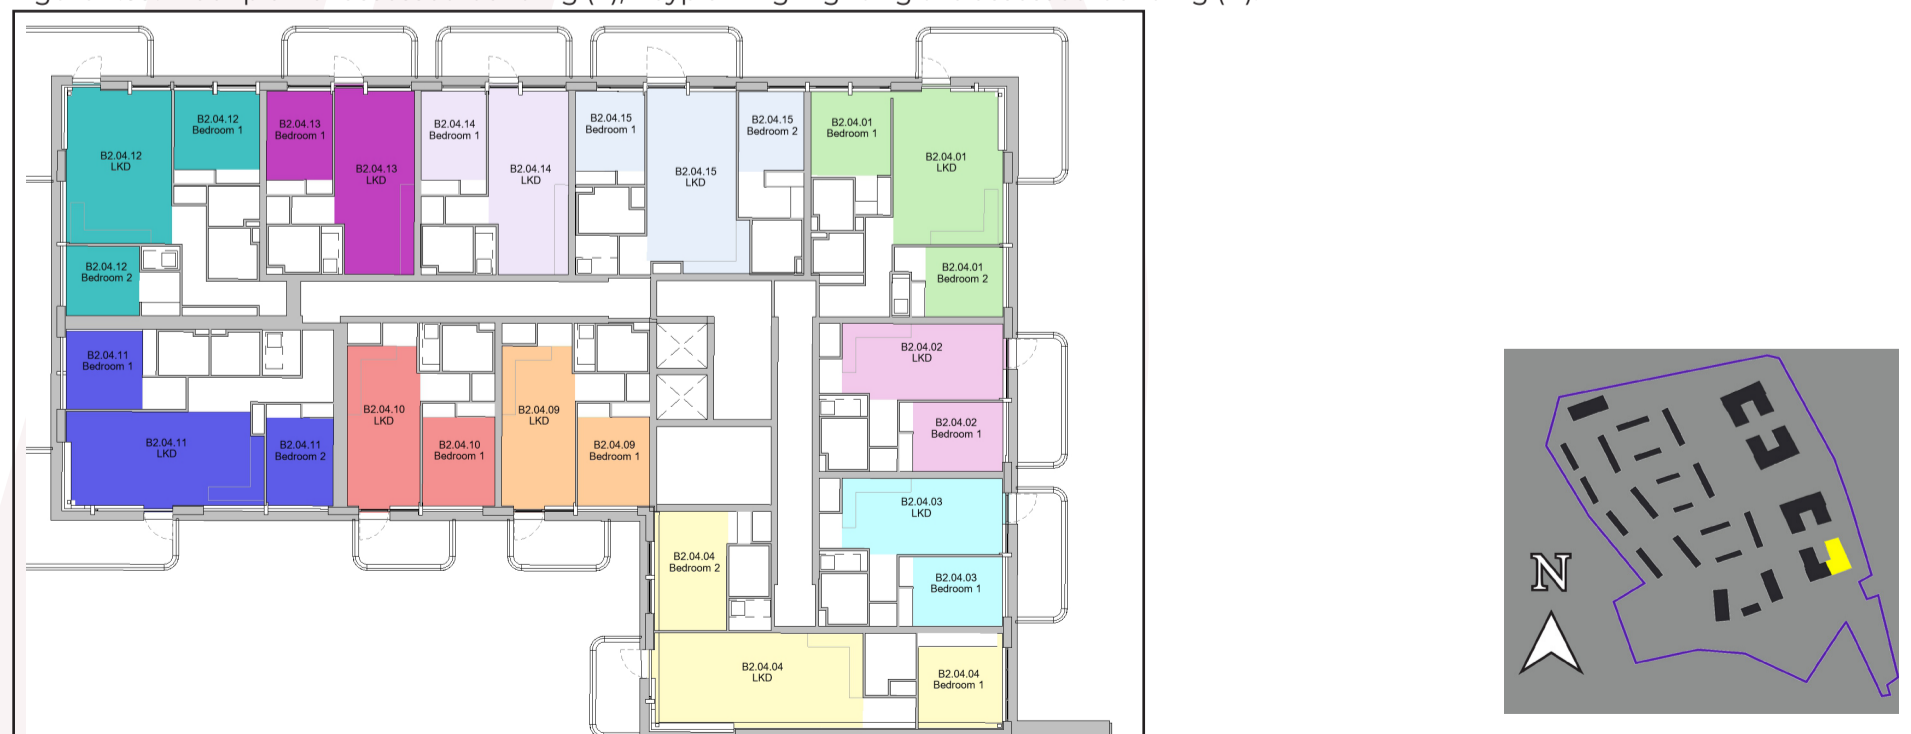 B2.04.12
LKD
B2.04.12
Bedroom 1
B2.04.13
Bedroom 1
B2.04.13
LKD
B2.04.14
Bedroom 1
B2.04.14
LKD
B2.04.15
Bedroom 1
B2.04.15
LKD
B2.04.15
Bedroom 2
B2.04.01
Bedroom 1
B2.04.01
LKD
B2.04.12
Bedroom 2
B2.04.01
Bedroom 2
B2.04.11
Bedroom 1
B2.04.02
LKD
B2.04.10
LKD
B2.04.09
LKD
B2.04.02
Bedroom 1
B2.04.11
LKD
B2.04.11
Bedroom 2
B2.04.10
Bedroom 1
B2.04.09
Bedroom 1
B2.04.03
LKD
B2.04.04
Bedroom 2
B2.04.03
Bedroom 1
B2.04.04
LKD
B2.04.04
Bedroom 1
N